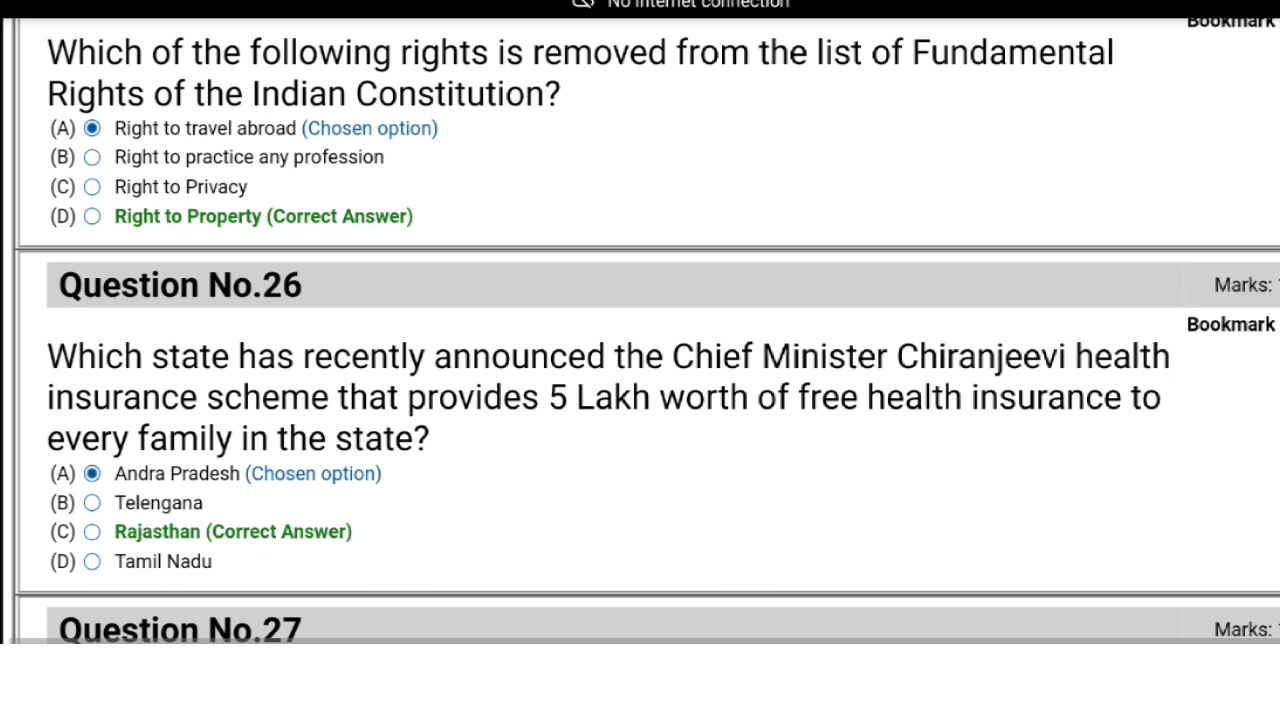 No internet connection
Bookmark
Which of the following rights is removed from the list of Fundamental
Rights of the Indian Constitution?
(A) Right to travel abroad (Chosen option)
(B) Right to practice any profession
(C) Right to Privacy
(D) Right to Property (Correct Answer)
Question No.26 Marks:
Bookmark
Which state has recently announced the Chief Minister Chiranjeevi health
insurance scheme that provides 5 Lakh worth of free health insurance to
every family in the state?
(A) Andra Pradesh (Chosen option)
(B) Telengana
(C) Rajasthan (Correct Answer)
(D) Tamil Nadu
Question No.27 Marks: